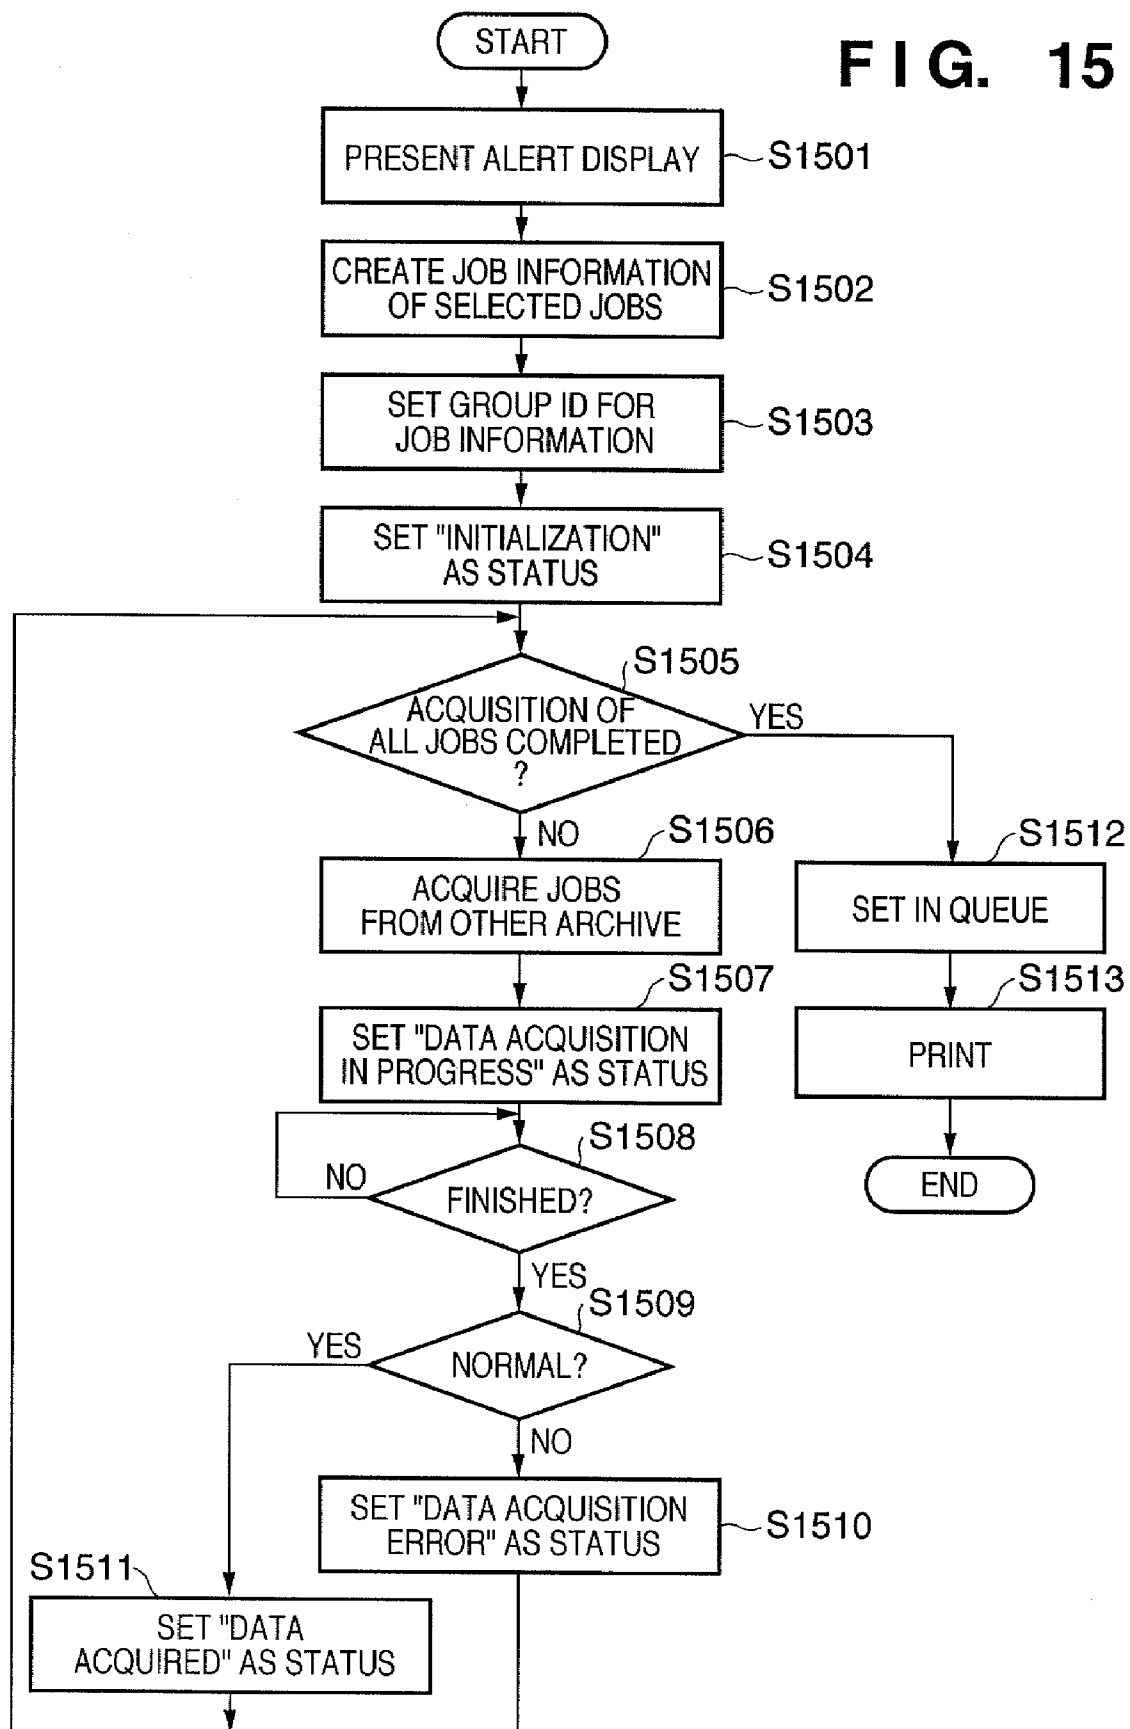 START
FIG. 15
PRESENT ALERT DISPLAY
S1501
CREATE JOB INFORMATION
OF SELECTED JOBS
S1502
SET GROUP ID FOR
JOB INFORMATION
S1503
SET "INITIALIZATION"
AS STATUS
S1504
S1505
ACQUISITION OF
ALL JOBS COMPLETED
?
YES
NO
S1506
ACQUIRE JOBS
FROM OTHER ARCHIVE
S1512
SET IN QUEUE
S1507
SET "DATA ACQUISITION
IN PROGRESS" AS STATUS
S1513
PRINT
END
S1508
NO
FINISHED?
YES
S1509
YES
NORMAL?
NO
SET "DATA ACQUISITION
ERROR" AS STATUS
S1510
S1511
SET "DATA
ACQUIRED" AS STATUS